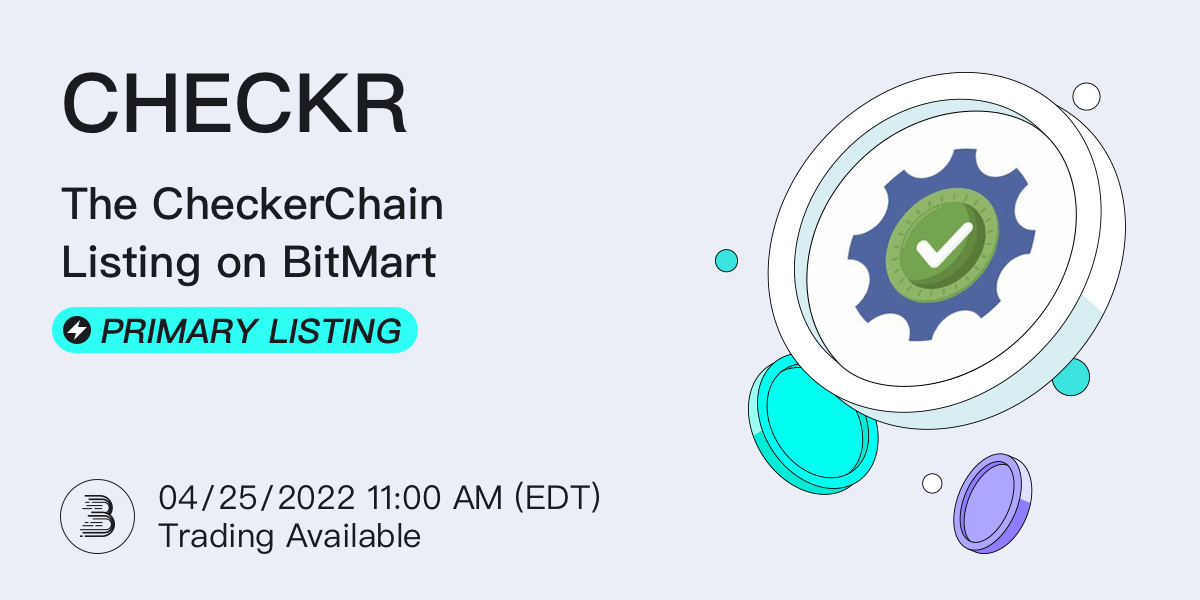 CHECKR
The CheckerChain
Listing on BitMart
PRIMARY LISTING
04/25/2022 11:00 AM (EDT)
Trading Available